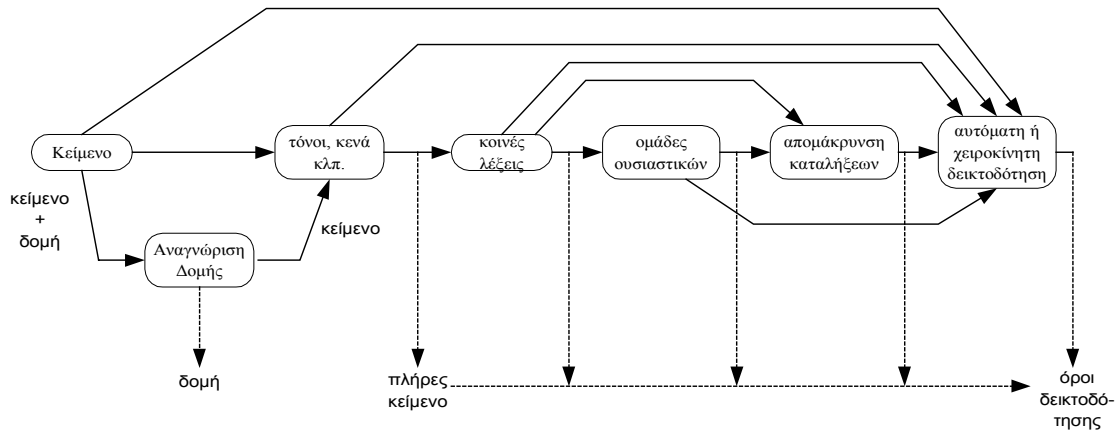 Κείμενο
τόνοι, κενά
κλπ.
κοινές
λέξεις
ομάδες
ουσιαστικών
απομάκρυνση
καταλήξεων
αυτόματη ή
χειροκίνητη
δεικτοδότηση
κείμενο
+
δομή
Αναγνώριση
Δομής
κείμενο
δομή
πλήρες
κείμενο
όροι
δεικτοδό-
τησης